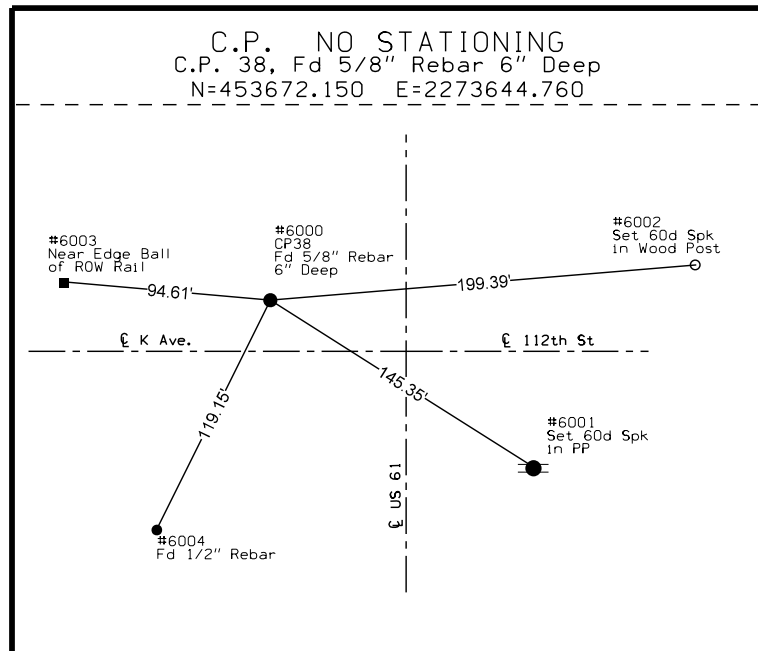 C.P. NO STATIONING
C.P. 38, Fd 5/8" Rebar 6" Deep
N=453672.150 E=2273644.760
#6003
Near Edge Ball
of ROW Rail
#6000
CP38
Fd 5/8" Rebar
6" Deep
#6002
Set 60d Spk
in Wood Post
94.61'
199.39'
℄ K Ave.
℄ 112th St
145.35'
119.15'
#6001
Set 60d Spk
in PP
℄ US 61
#6004
Fd 1/2" Rebar